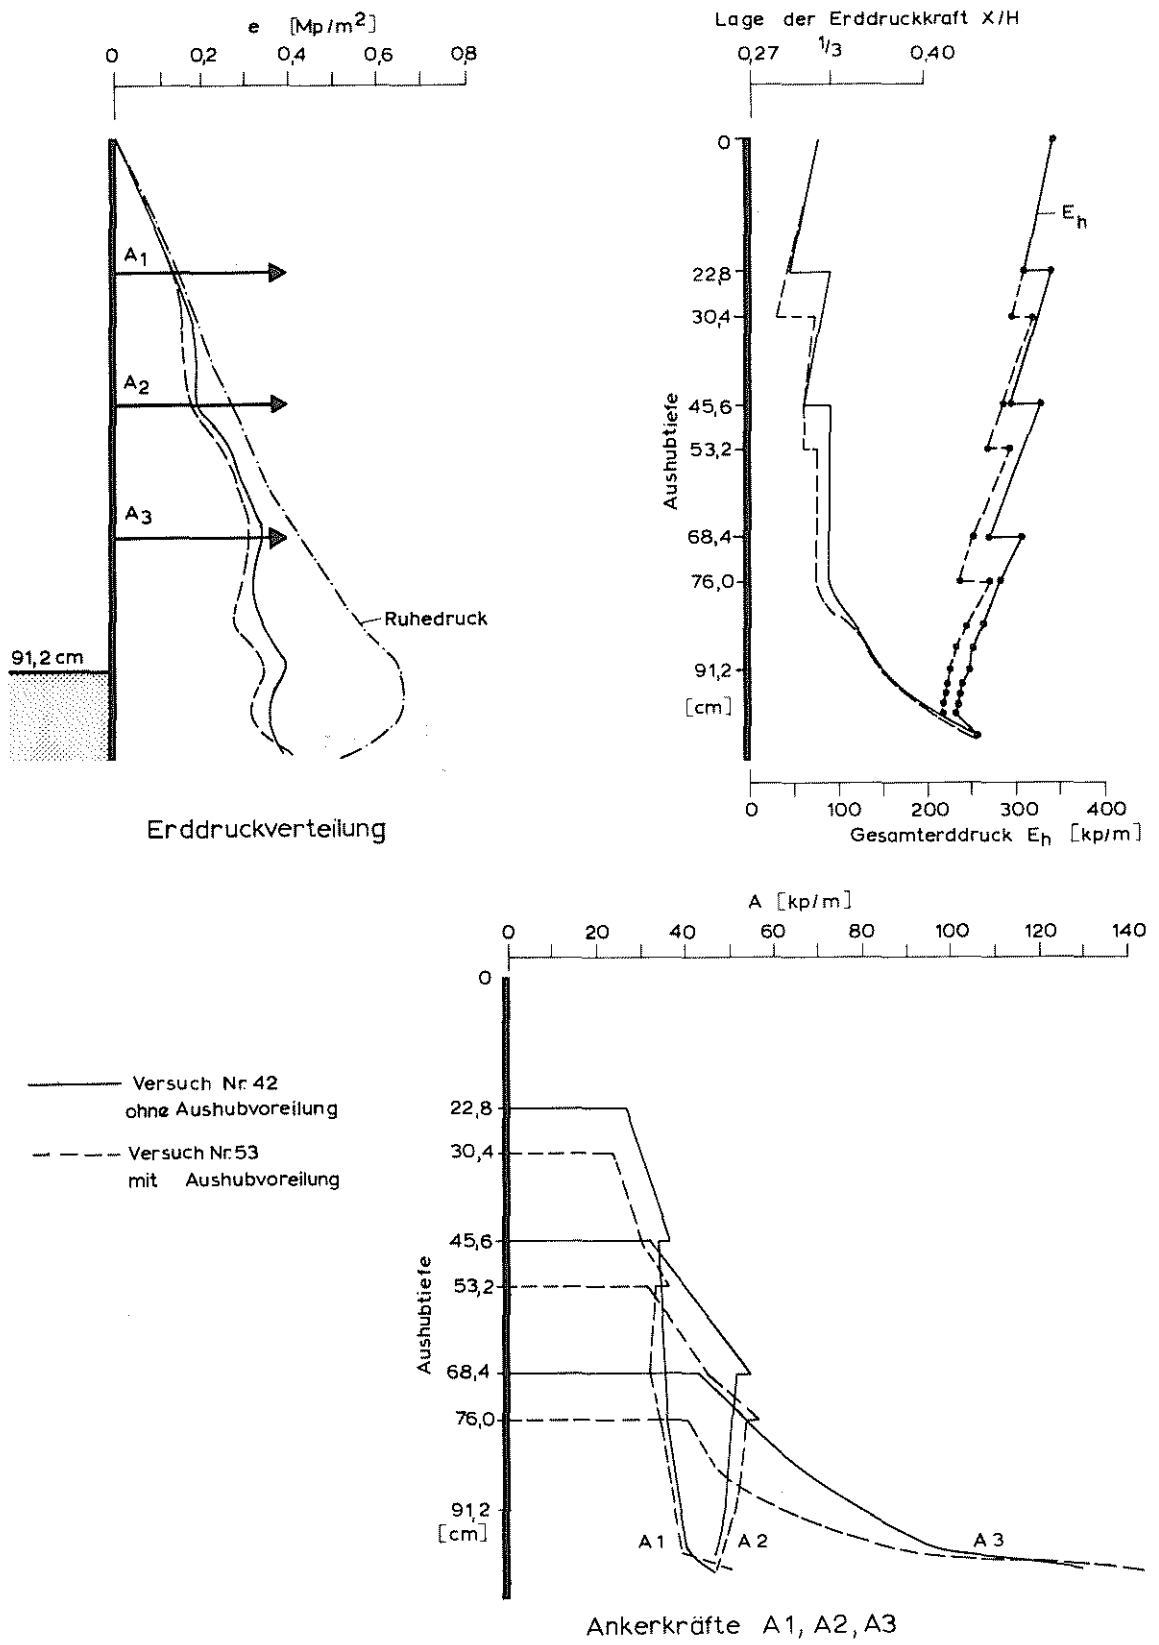 e [Mp/m²]
0 0,2 0,4 0,6 08
A1
A2
A3
Ruhedruck
91,2 cm
Erddruckverteilung
Lage der Erddruckkraft X/H
0,27 1/3 0,40
0
Eh
22,8
30,4
45,6
53,2
68,4
76,0
91,2
[cm]
Aushubtiefe
0 100 200 300 400
Gesamterddruck Eh [kp/m]
A [kp/m]
0 20 40 60 80 100 120 140
0
22,8
30,4
45,6
53,2
68,4
76,0
91,2
[cm]
Aushubtiefe
A1 A2 A3
Versuch Nr. 42
ohne Aushubvoreilung
Versuch Nr. 53
mit Aushubvoreilung
Ankerkräfte A1, A2, A3